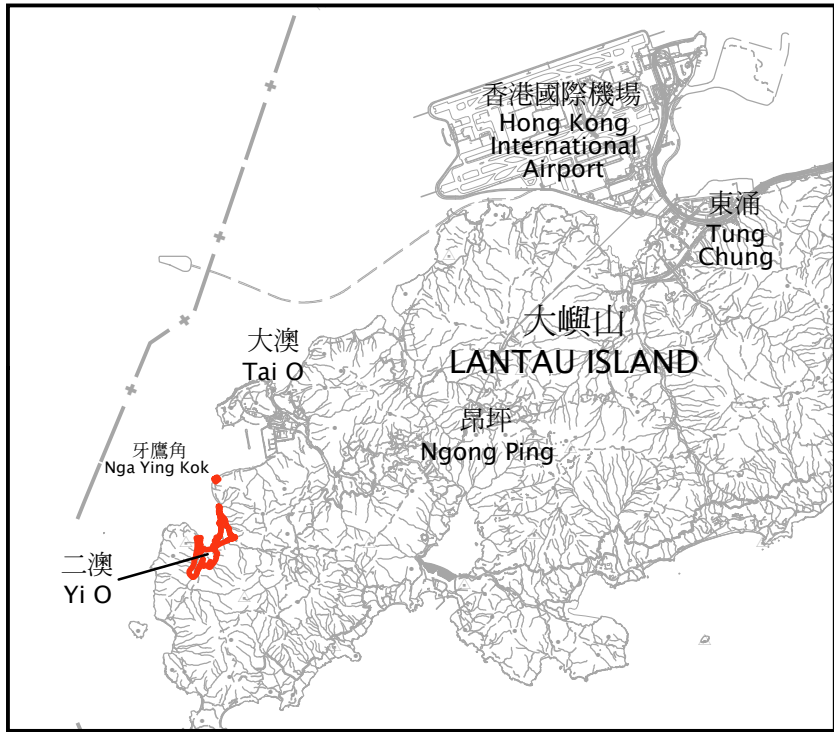 香港國際機場
Hong Kong
International
Airport
東涌
Tung
Chung
大嶼山
LANTAU ISLAND
大澳
Tai O
昂坪
Ngong Ping
牙鷹角
Nga Ying Kok
二澳
Yi O